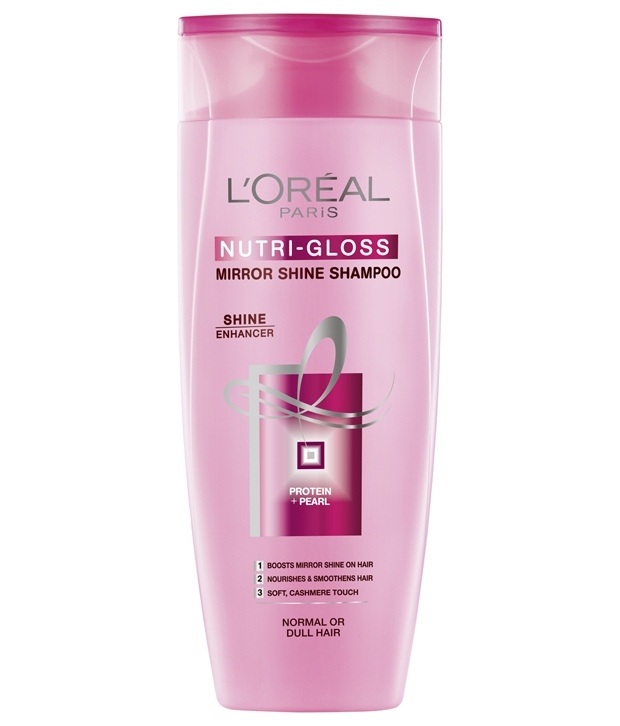 L'ORÉAL
PARiS
NUTRI-GLOSS
MIRROR SHINE SHAMPOO
SHINE
ENHANCER
PROTEIN
+ PEARL
1 BOOSTS MIRROR SHINE ON HAIR
2 NOURISHES & SMOOTHENS HAIR
3 SOFT, CASHMERE TOUCH
NORMAL OR
DULL HAIR